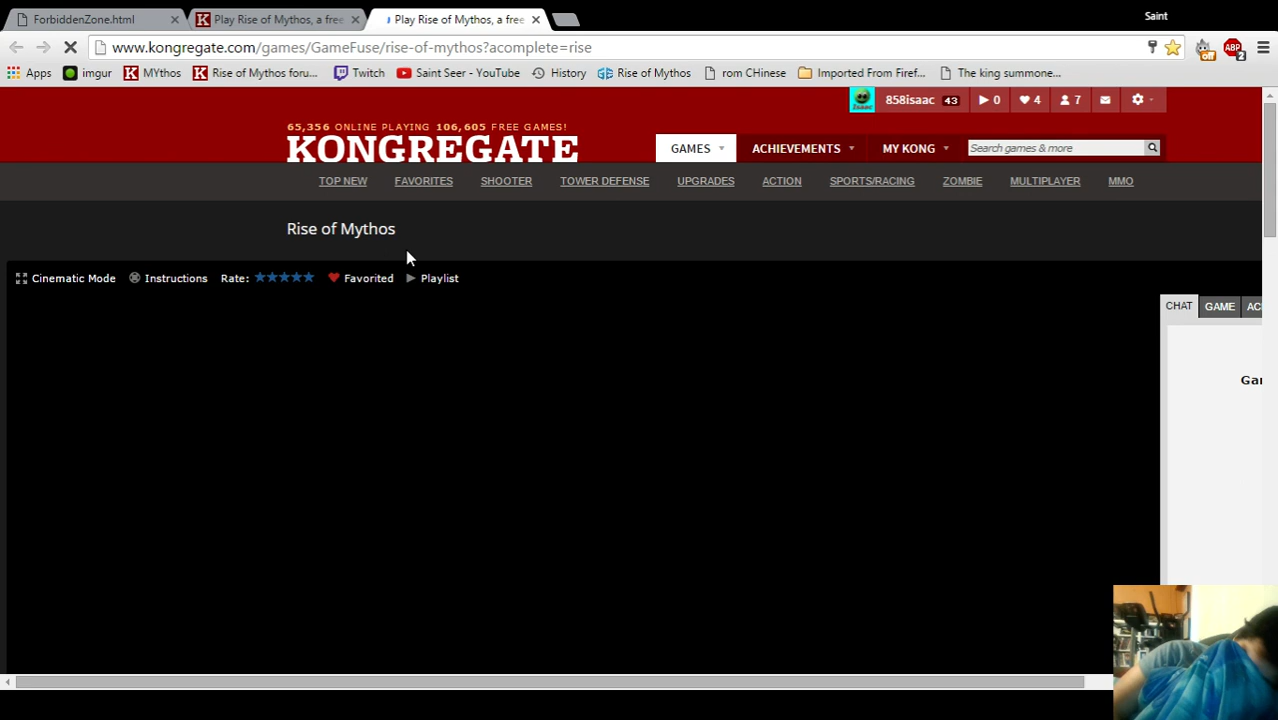 ForbiddenZone.html
Play Rise of Mythos, a free
Play Rise of Mythos, a free
Saint
www.kongregate.com/games/GameFuse/rise-of-mythos?acomplete=rise
ABP
2
Apps
imgur
MYthos
Rise of Mythos foru...
Twitch
Saint Seer - YouTube
History
Rise of Mythos
rom CHinese
Imported From Firef...
The king summone...
858isaac 43 0 4 7
65,356 ONLINE PLAYING 106,605 FREE GAMES!
KONGREGATE
GAMES
ACHIEVEMENTS
MY KONG
Search games & more
TOP NEW FAVORITES SHOOTER TOWER DEFENSE UPGRADES ACTION SPORTS/RACING ZOMBIE MULTIPLAYER MMO
Rise of Mythos
Cinematic Mode Instructions Rate: Favorited Playlist
CHAT GAME AC
Gar